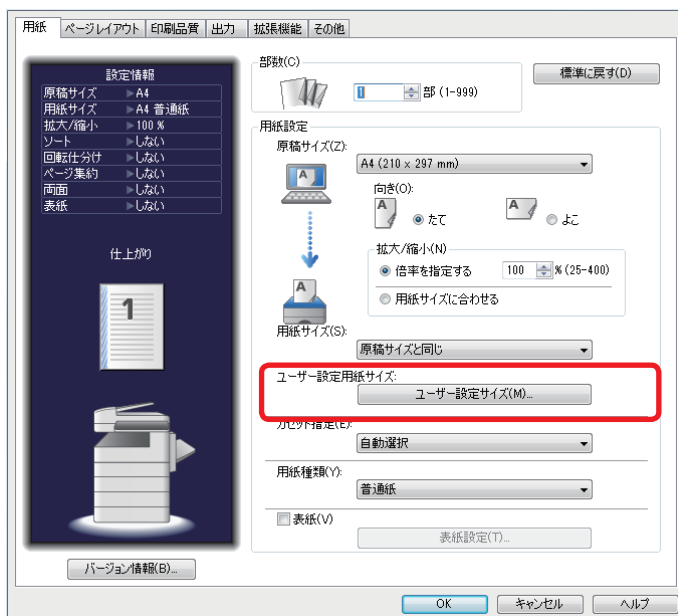 用紙 ページレイアウト 印刷品質 出力 拡張機能 その他
設定情報
原稿サイズ ▶A4
用紙サイズ ▶A4 普通紙
拡大/縮小 ▶100 %
ソート ▶しない
回転仕分け ▶しない
ページ集約 ▶しない
両面 ▶しない
表紙 ▶しない
仕上がり
1
バージョン情報(B)...
部数(C)
1 部 (1-999)
標準に戻す(D)
用紙設定
原稿サイズ(Z):
A4 (210 x 297 mm)
A
向き(O):
A たて A よこ
拡大/縮小(N)
倍率を指定する 100 % (25-400)
用紙サイズに合わせる
A
用紙サイズ(S):
原稿サイズと同じ
ユーザー設定用紙サイズ:
ユーザー設定サイズ(M)...
カセット指定(E):
自動選択
用紙種類(Y):
普通紙
表紙(V)
表紙設定(T)...
OK キャンセル ヘルプ